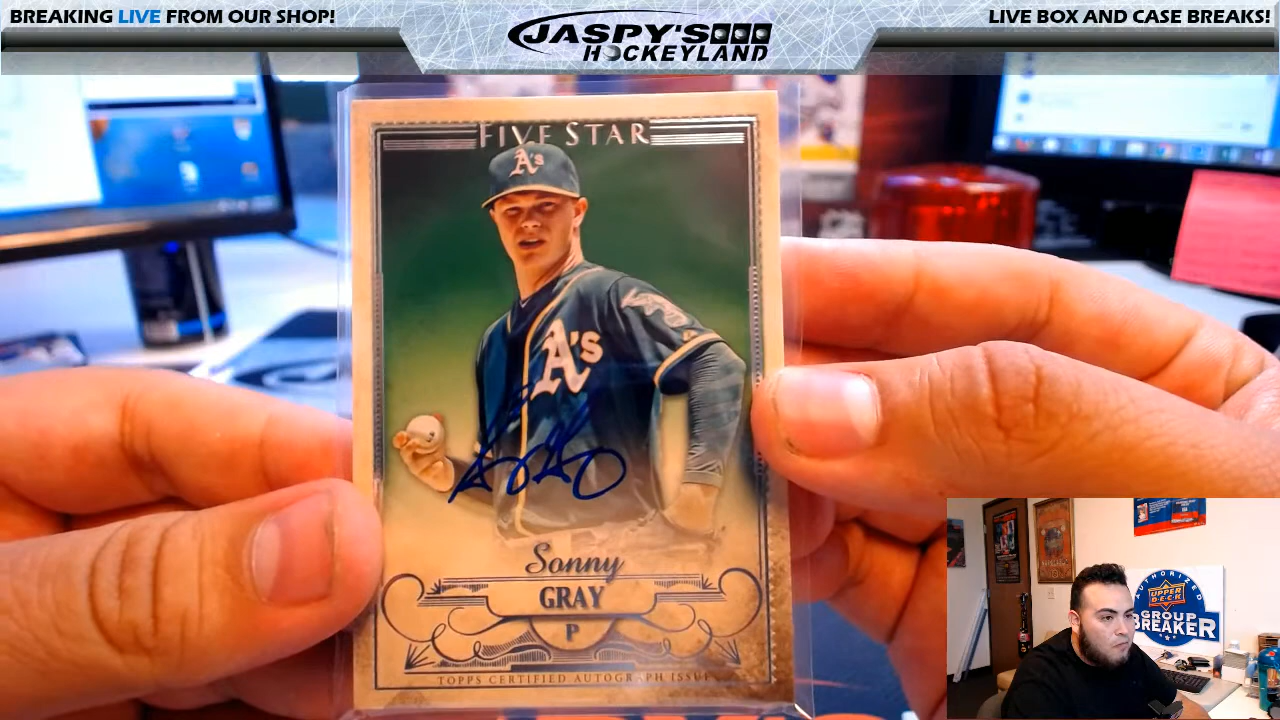 BREAKING LIVE FROM OUR SHOP!
JASPY'S
HOCKEYLAND
LIVE BOX AND CASE BREAKS!
FIVE STAR
A's
A's
Sonny
GRAY
P
TOPPS CERTIFIED AUTOGRAPH ISSUE
AUTHORIZED
UPPER DECK
GROUP
BREAKER